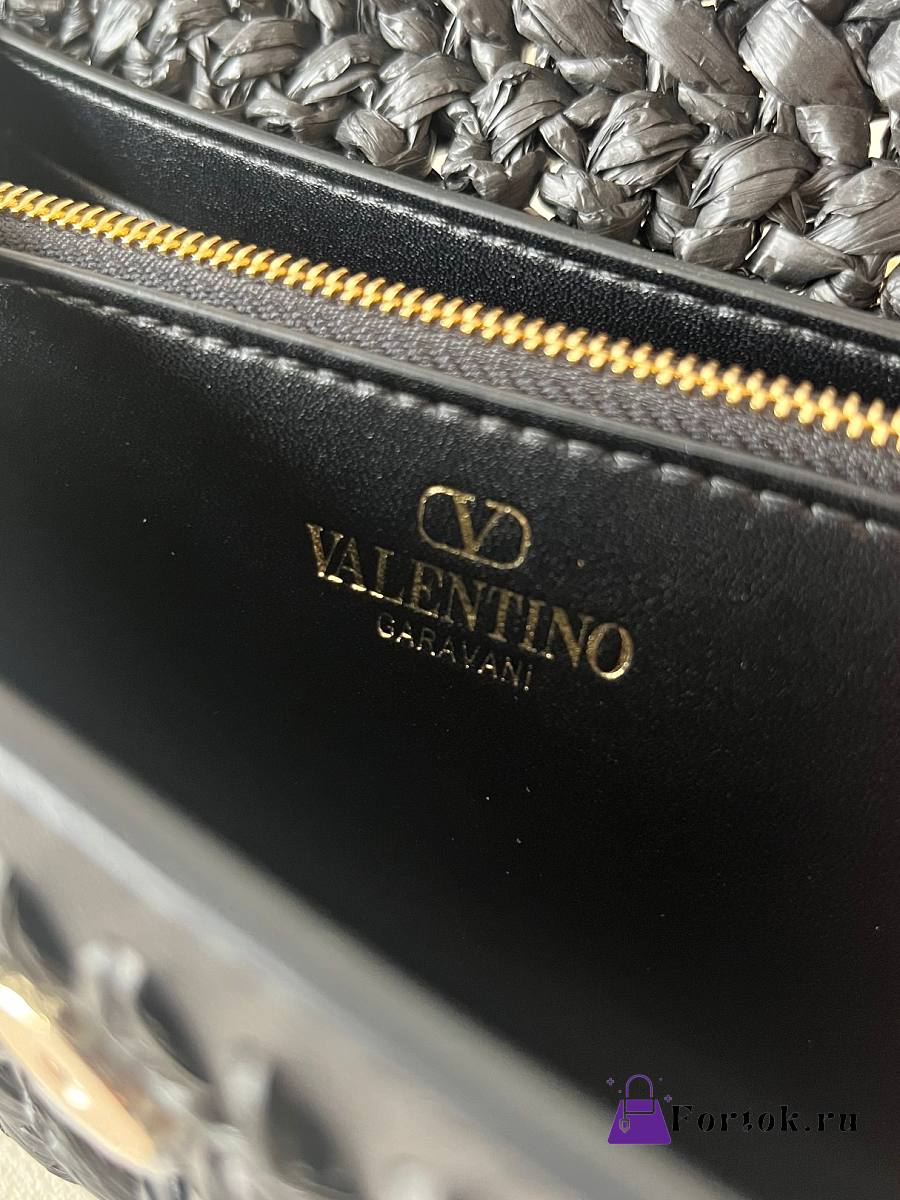 V
VALENTINO
GARAVANI
Fortok.ru